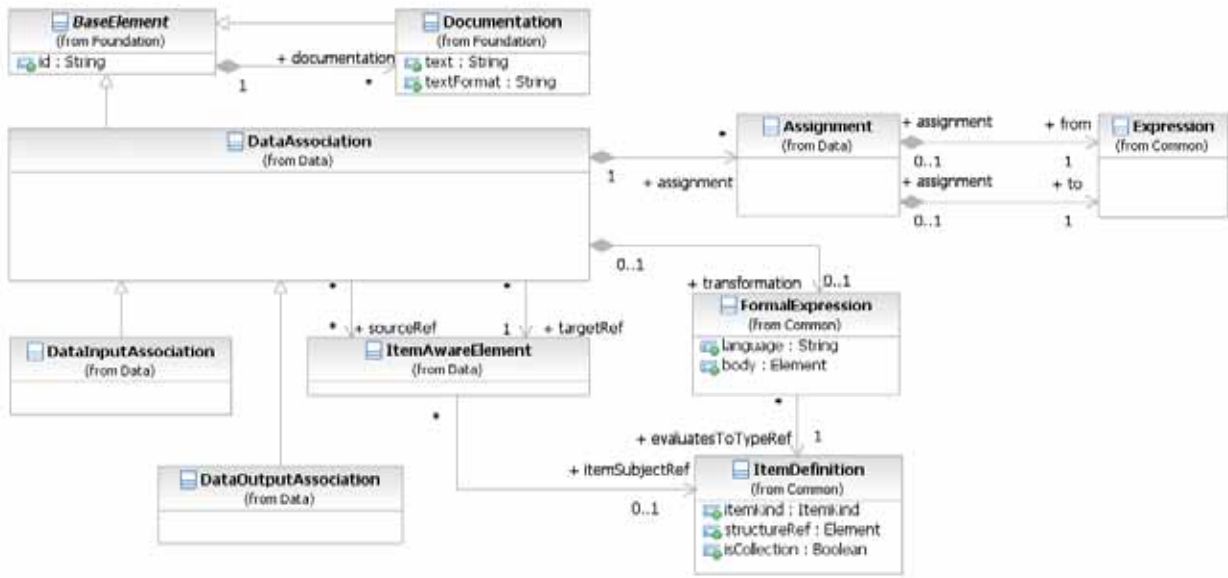 BaseElement
(from Foundation)
id : String
Documentation
(from Foundation)
text : String
textFormat : String
+ documentation
1
*
DataAssociation
(from Data)
*
1
+ assignment
Assignment
(from Data)
+ assignment
+ from
0..1
1
+ assignment
+ to
0..1
1
Expression
(from Common)
0..1
+ transformation
0..1
FormalExpression
(from Common)
language : String
body : Element
*
*
*
+ sourceRef
1
+ targetRef
DataInputAssociation
(from Data)
ItemAwareElement
(from Data)
*
*
+ evaluatesToTypeRef
1
+ itemSubjectRef
0..1
DataOutputAssociation
(from Data)
ItemDefinition
(from Common)
itemKind : ItemKind
structureRef : Element
isCollection : Boolean